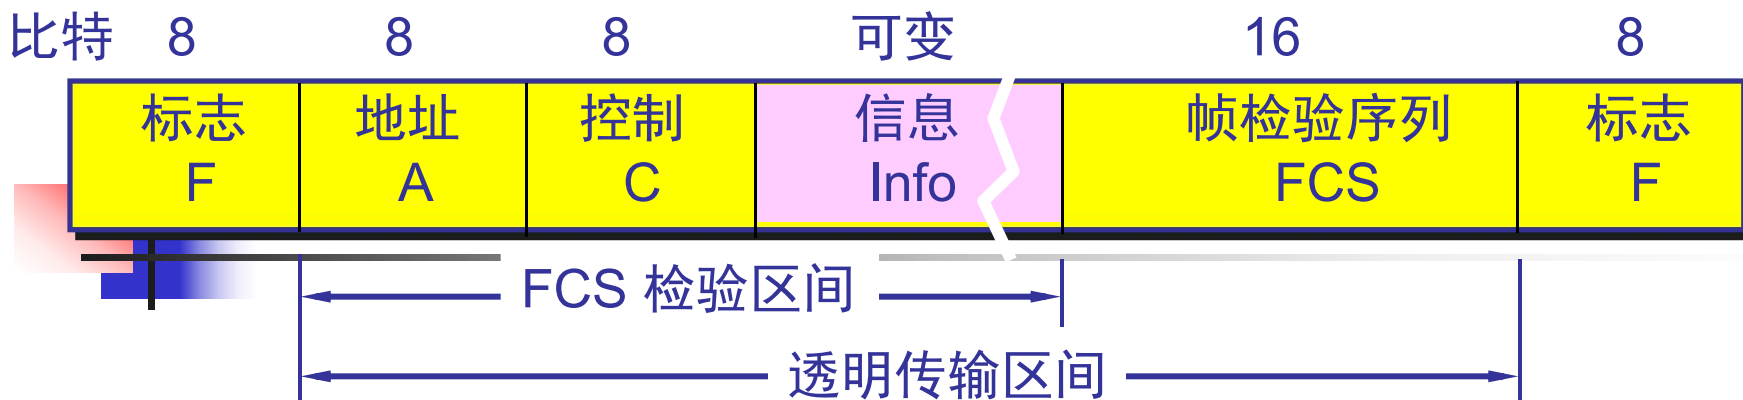 比特 8 8 8 可变 16 8
标志 地址 控制 信息 帧检验序列 标志
F A C Info FCS F
FCS 检验区间
透明传输区间